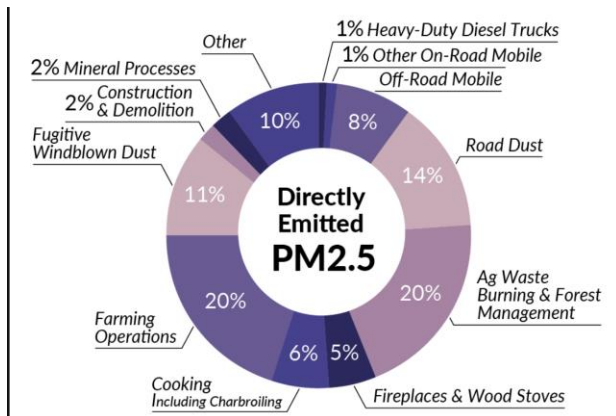 1% Heavy-Duty Diesel Trucks
1% Other On-Road Mobile
Off-Road Mobile
8%
Road Dust
14%
Ag Waste
Burning & Forest
Management
20%
Fireplaces & Wood Stoves
5%
Cooking
Including Charbroiling
6%
Farming
Operations
20%
Fugitive
Windblown Dust
11%
2% Construction
& Demolition
2% Mineral Processes
Other
10%
Directly
Emitted
PM2.5